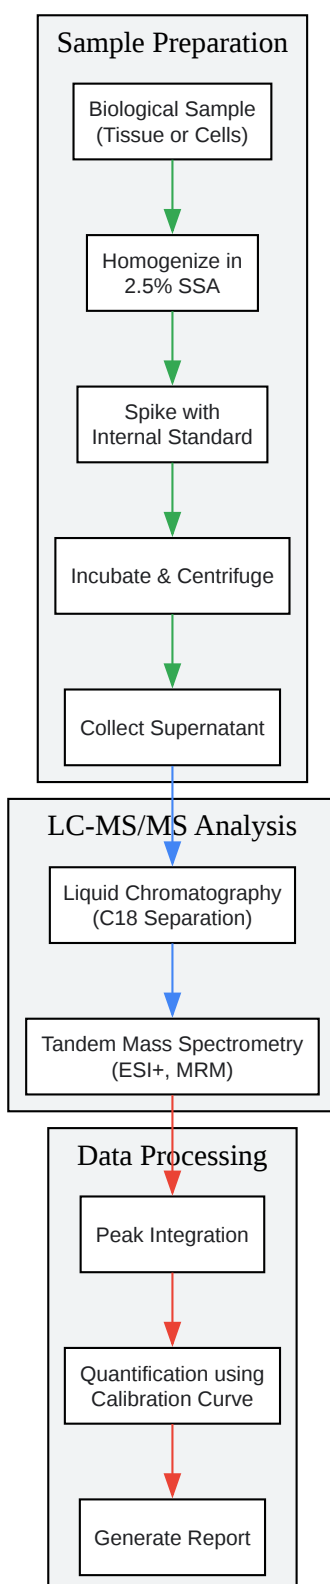 Sample Preparation
Biological Sample
(Tissue or Cells)
Homogenize in
2.5% SSA
Spike with
Internal Standard
Incubate & Centrifuge
Collect Supernatant
LC-MS/MS Analysis
Liquid Chromatography
(C18 Separation)
Tandem Mass Spectrometry
(ESI+, MRM)
Data Processing
Peak Integration
Quantification using
Calibration Curve
Generate Report